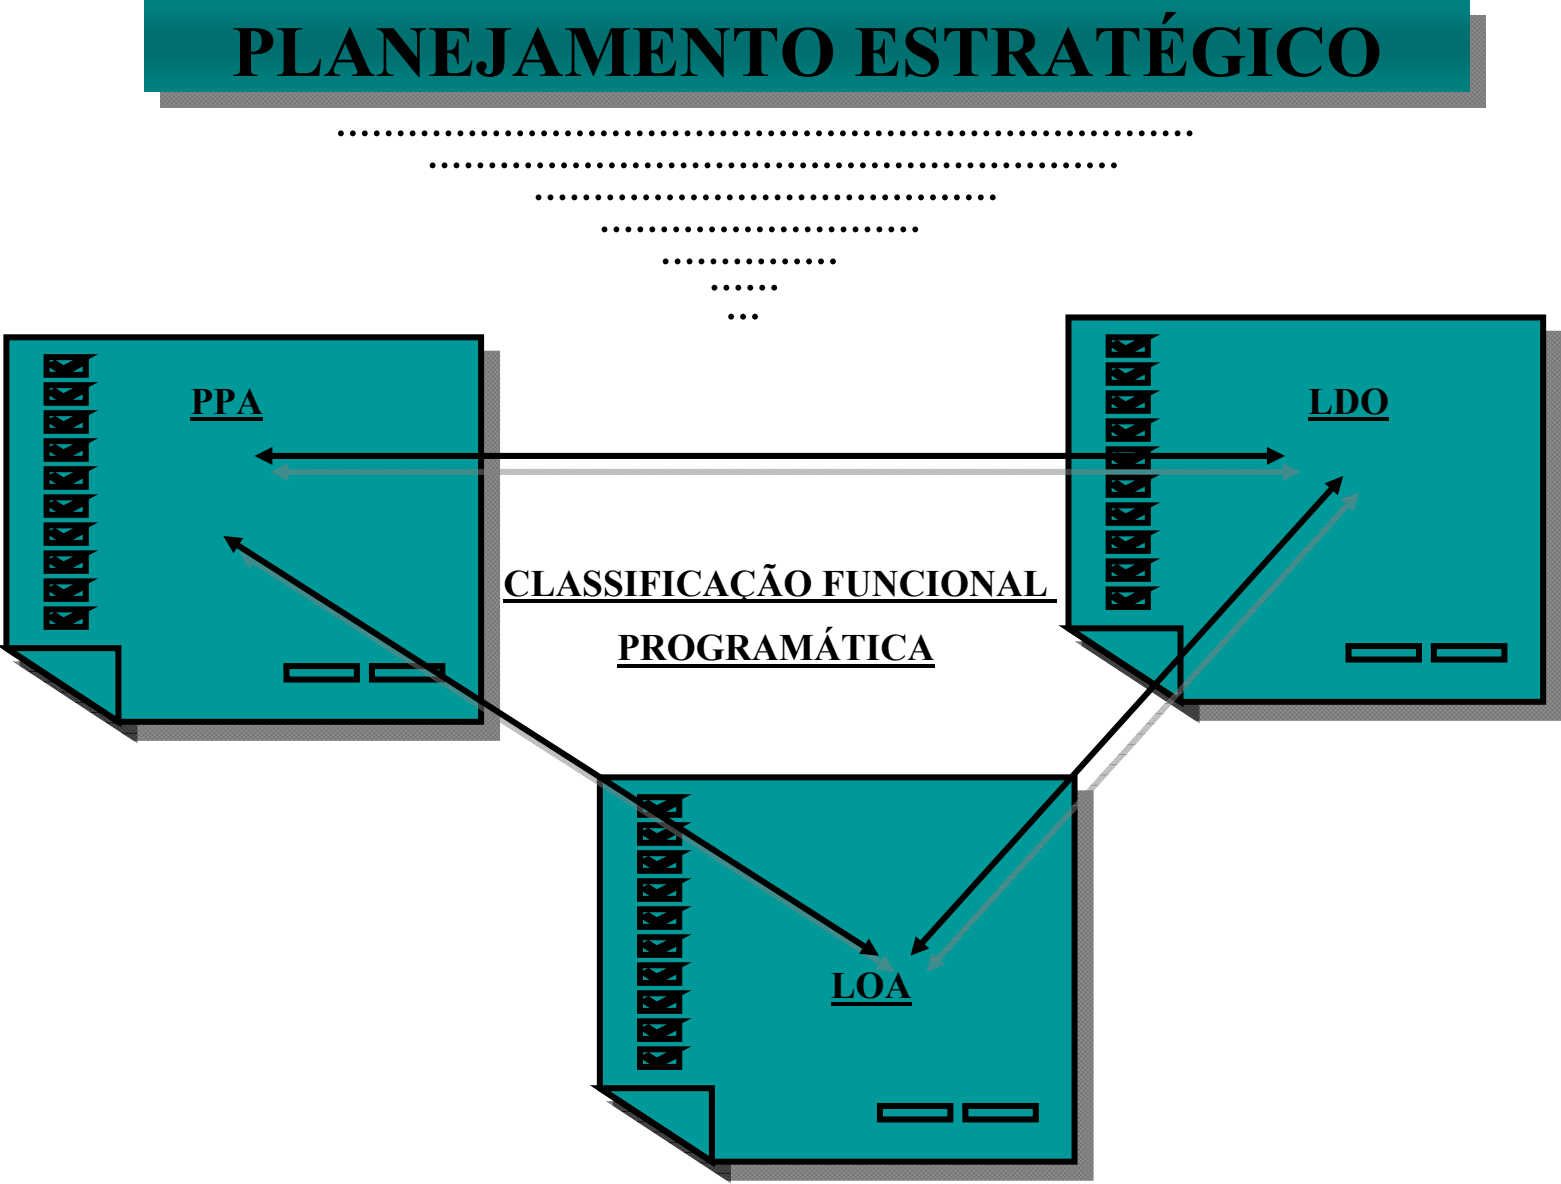 PLANEJAMENTO ESTRATÉGICO
.........................................................................
..........................................................
.......................................
...........................
...............
......
...
PPA
LDO
CLASSIFICAÇÃO FUNCIONAL
PROGRAMÁTICA
LOA